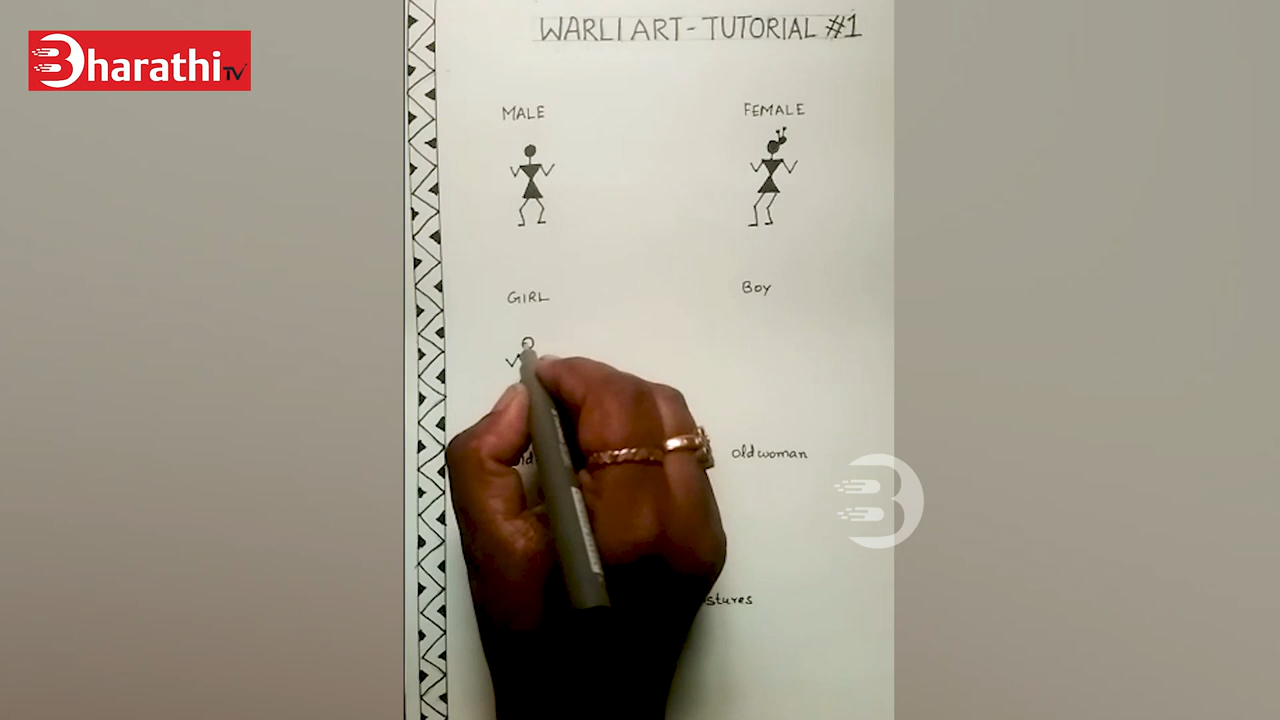 Bharathi TV
WARLI ART - TUTORIAL #1
MALE
FEMALE
GIRL
BOY
Old woman